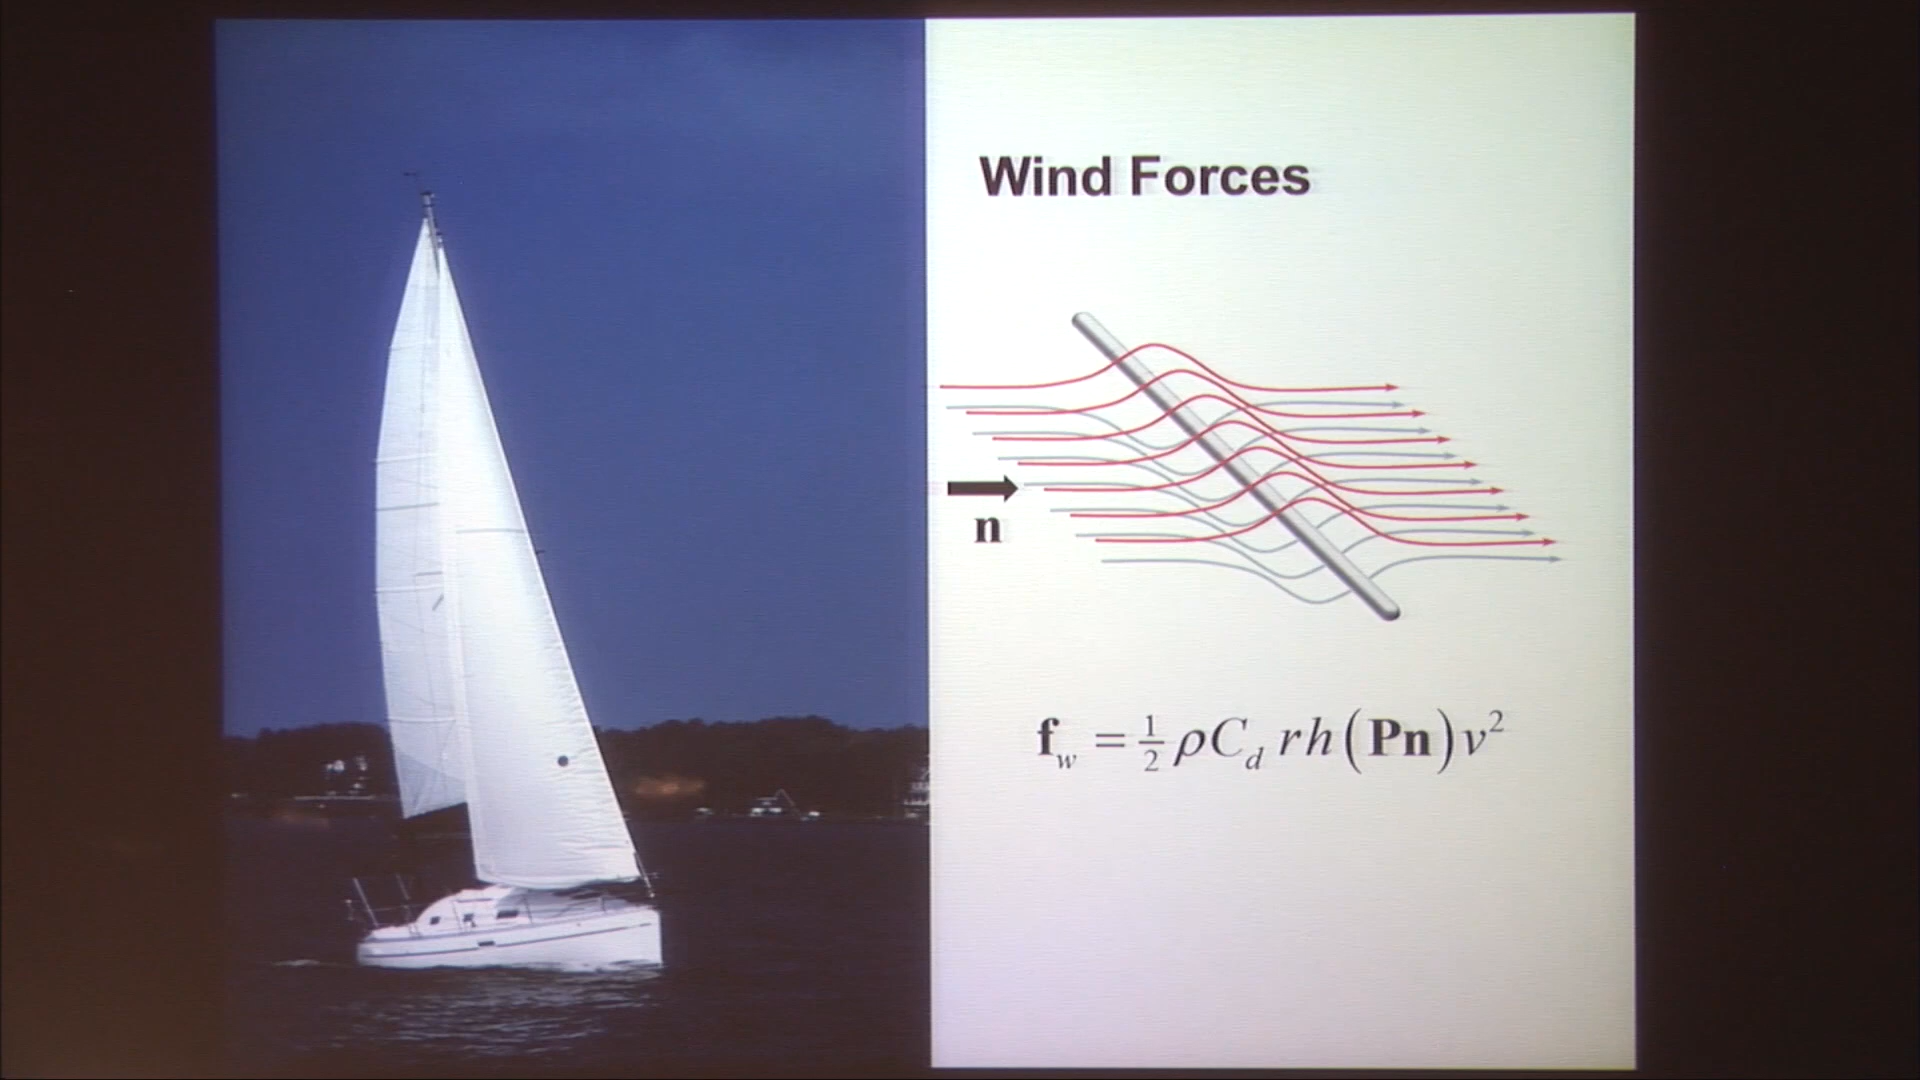 Wind Forces
n
f_w = ½ ρC_d rh(Pn)v²